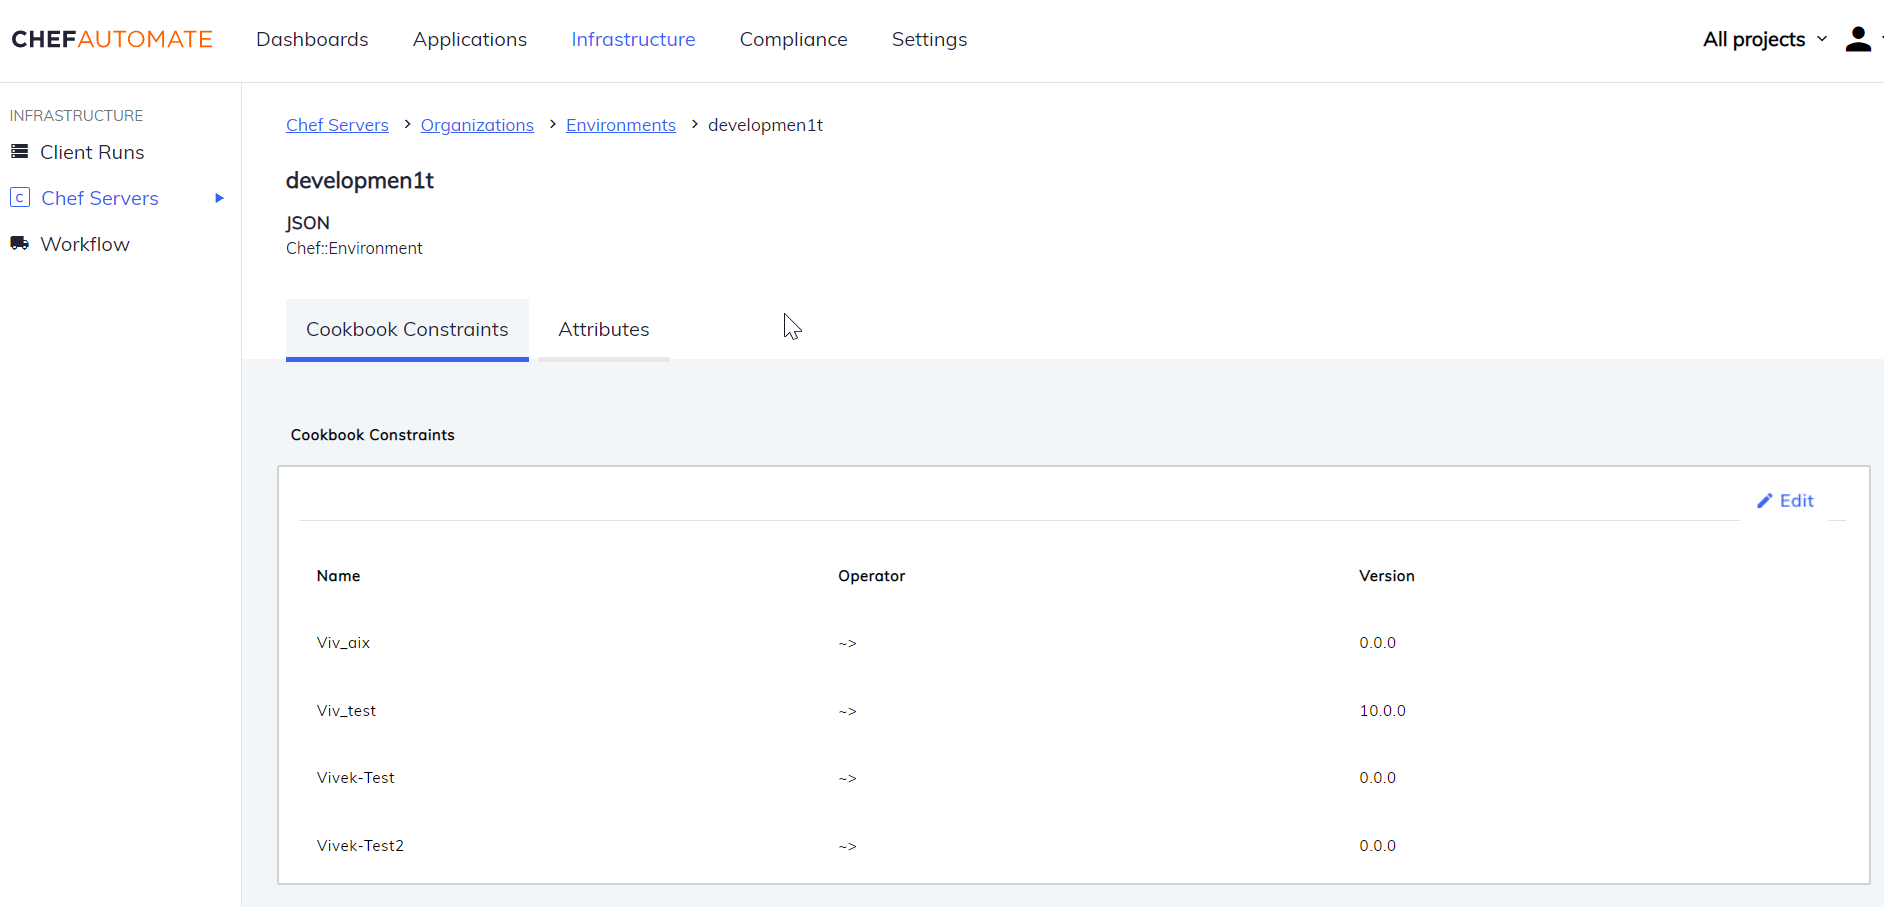 CHEFAUTOMATE Dashboards Applications Infrastructure Compliance Settings All projects
INFRASTRUCTURE
Client Runs
C Chef Servers
Workflow
Chef Servers > Organizations > Environments > developmen1t
developmen1t
JSON
Chef::Environment
Cookbook Constraints Attributes
Cookbook Constraints
Edit
Name Operator Version
Viv_aix ~> 0.0.0
Viv_test ~> 10.0.0
Vivek-Test ~> 0.0.0
Vivek-Test2 ~> 0.0.0